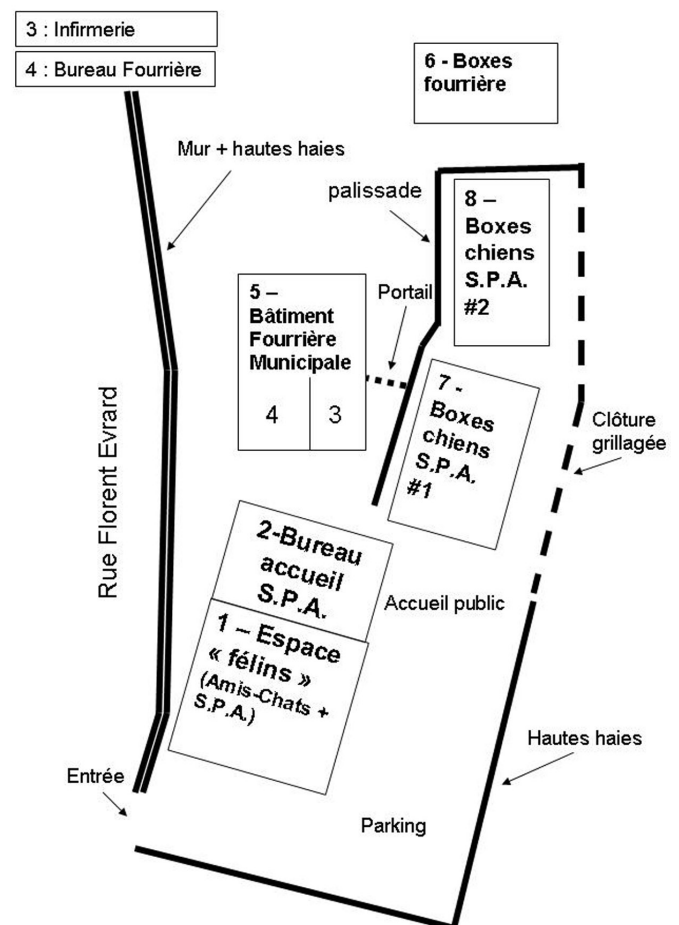 3 : Infirmerie
4 : Bureau Fourrière
6 - Boxes
fourrière
Mur + hautes haies
palissade
8 –
Boxes
chiens
S.P.A.
#2
5 –
Bâtiment
Fourrière
Municipale
4
3
Portail
7 -
Boxes
chiens
S.P.A.
#1
Clôture
grillagée
Rue Florent Evrard
2-Bureau
accueil
S.P.A.
Accueil public
1 – Espace
« félins »
(Amis-Chats +
S.P.A.)
Hautes haies
Entrée
Parking